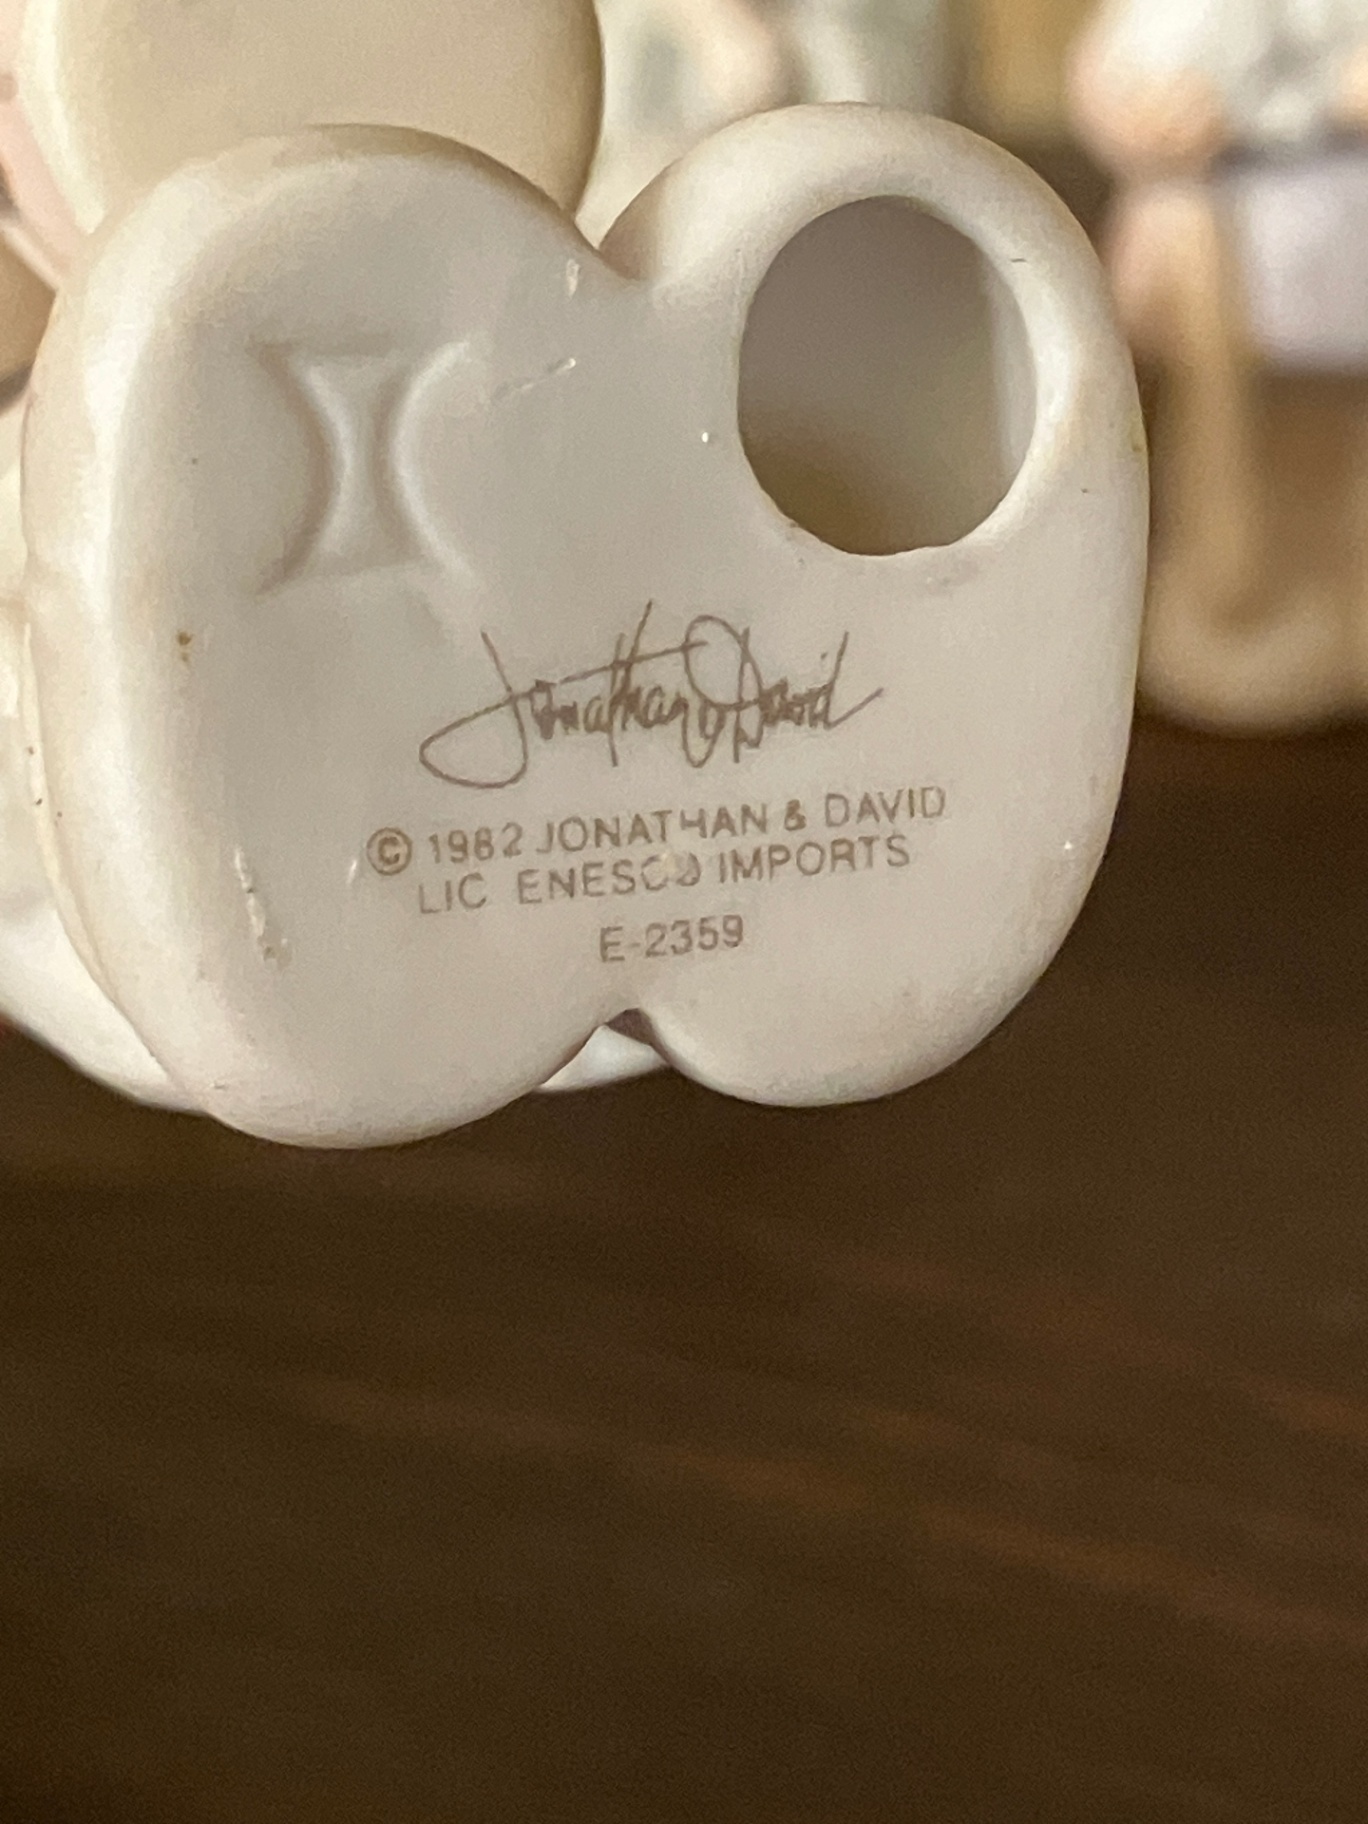 Jonathan & David
© 1982 JONATHAN & DAVID
LIC ENESCO IMPORTS
E-2359